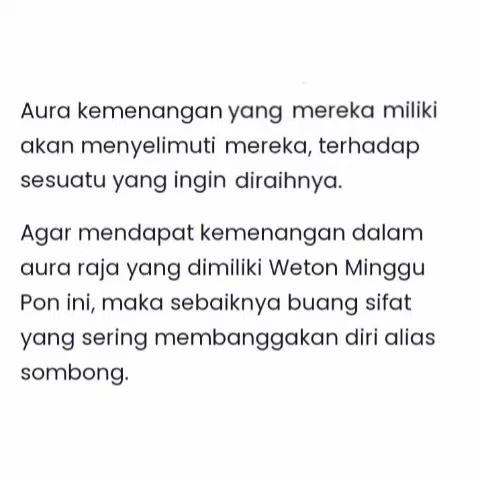 Aura kemenangan yang mereka miliki
akan menyelimuti mereka, terhadap
sesuatu yang ingin diraihnya.
Agar mendapat kemenangan dalam
aura raja yang dimiliki Weton Minggu
Pon ini, maka sebaiknya buang sifat
yang sering membanggakan diri alias
sombong.